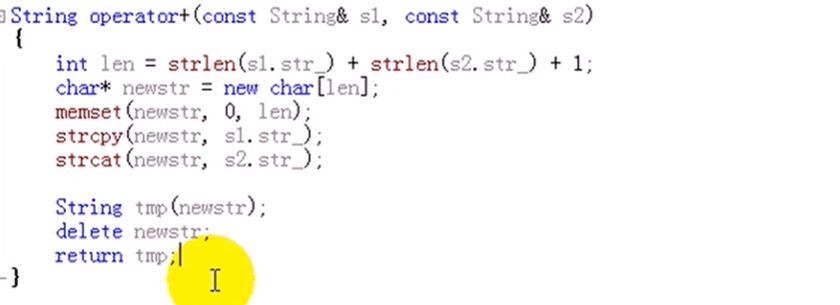 String operator+(const String& s1, const String& s2)
{
int len = strlen(s1.str_) + strlen(s2.str_) + 1;
char* newstr = new char[len];
memset(newstr, 0, len);
strcpy(newstr, s1.str_);
strcat(newstr, s2.str_);
String tmp(newstr);
delete newstr;
return tmp;
}